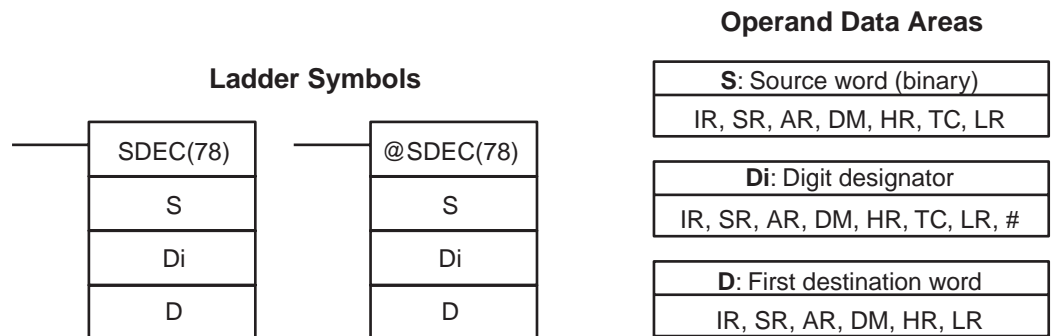 Ladder Symbols
SDEC(78)
S
Di
D
@SDEC(78)
S
Di
D
Operand Data Areas
S: Source word (binary)
IR, SR, AR, DM, HR, TC, LR
Di: Digit designator
IR, SR, AR, DM, HR, TC, LR, #
D: First destination word
IR, SR, AR, DM, HR, LR